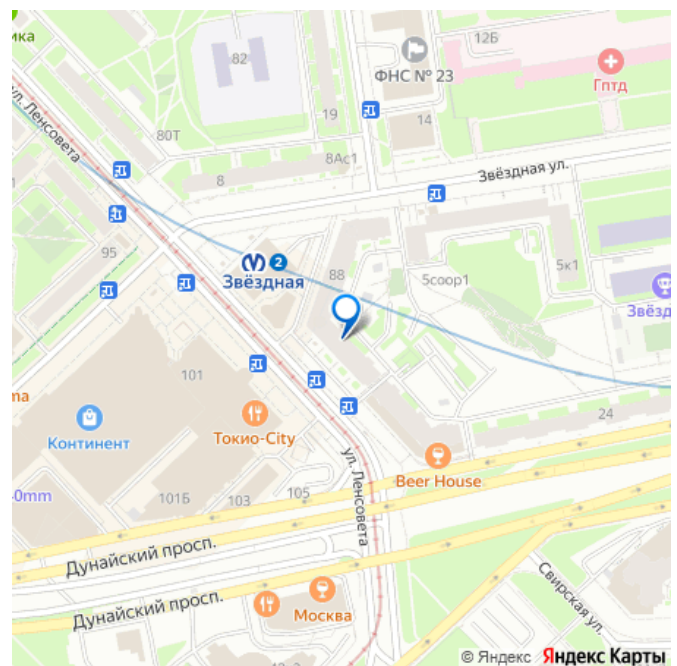 ика
82
12Б
ФНС № 23
Гптд
ул. Ленсовета
19
14
80Т
8Ас1
8
Звёздная ул.
95
2
Звёздная
88
5соор1
5к1
Звёзд
101
ma
Континент
Токио-City
24
Beer House
40mm
101Б
103
105
ул. Ленсовета
Дунайский просп.
Дунайский просп.
Свирская ул.
Москва
© Яндекс Яндекс Карты